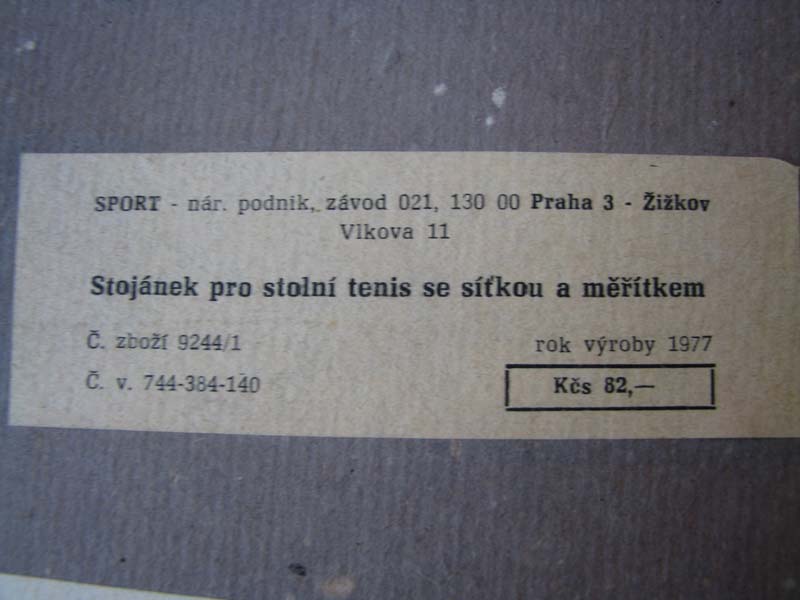 SPORT - nár. podnik, závod 021, 130 00 Praha 3 - Žižkov
Vlkova 11
Stojánek pro stolní tenis se síťkou a měřítkem
Č. zboží 9244/1
rok výroby 1977
Č. v. 744-384-140
Kčs 82,—